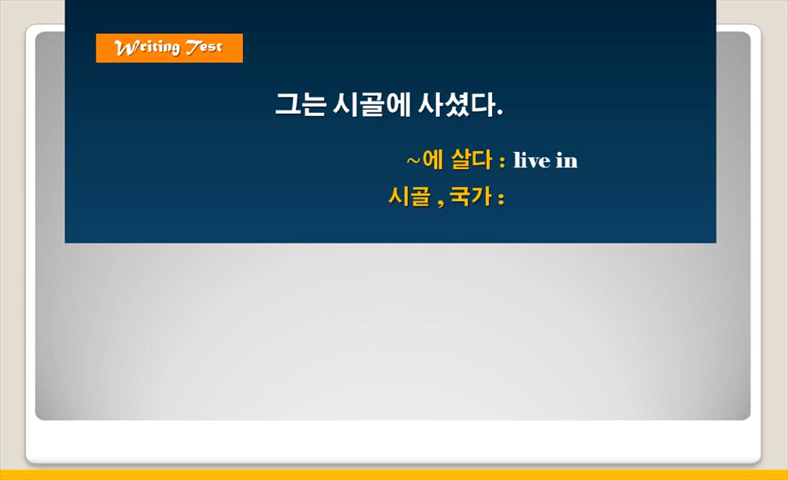 Writing Test
그는 시골에 사셨다.
~에 살다 : live in
시골 , 국가 :